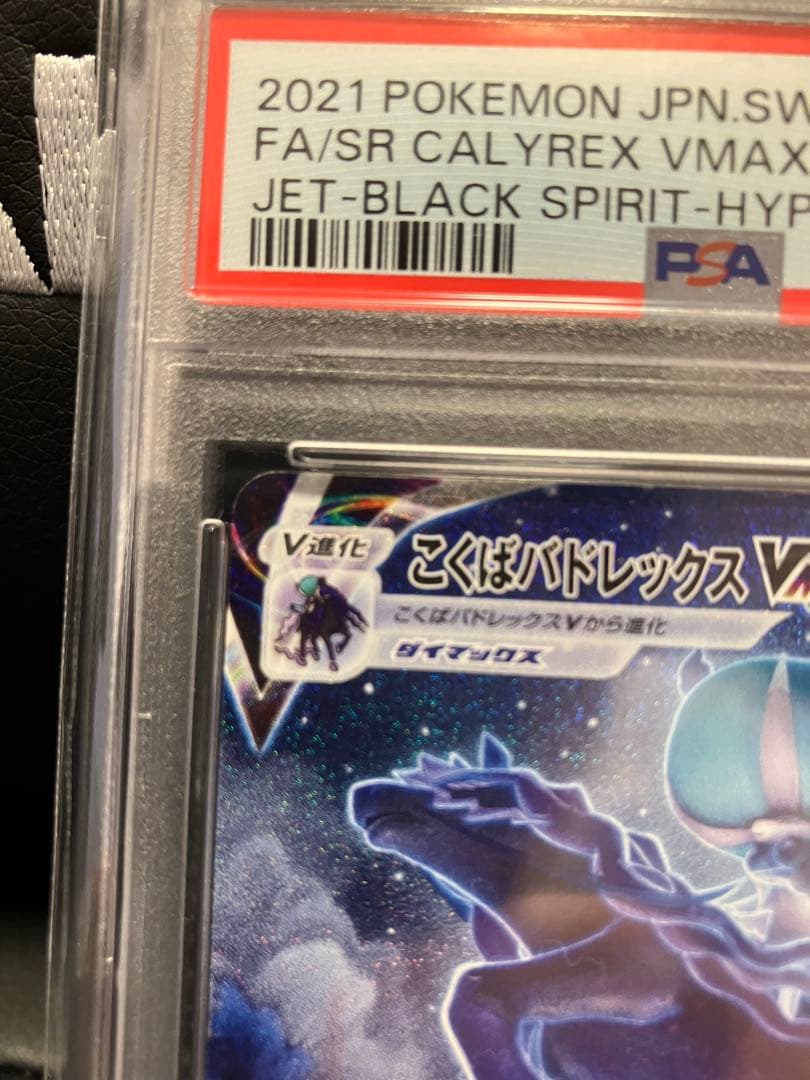 2021 POKEMON JPN.SW
FA/SR CALYREX VMAX
JET-BLACK SPIRIT-HYP
PSA
V進化
こくばバドレックスVM
こくばバドレックスVから進化
ダイマックス